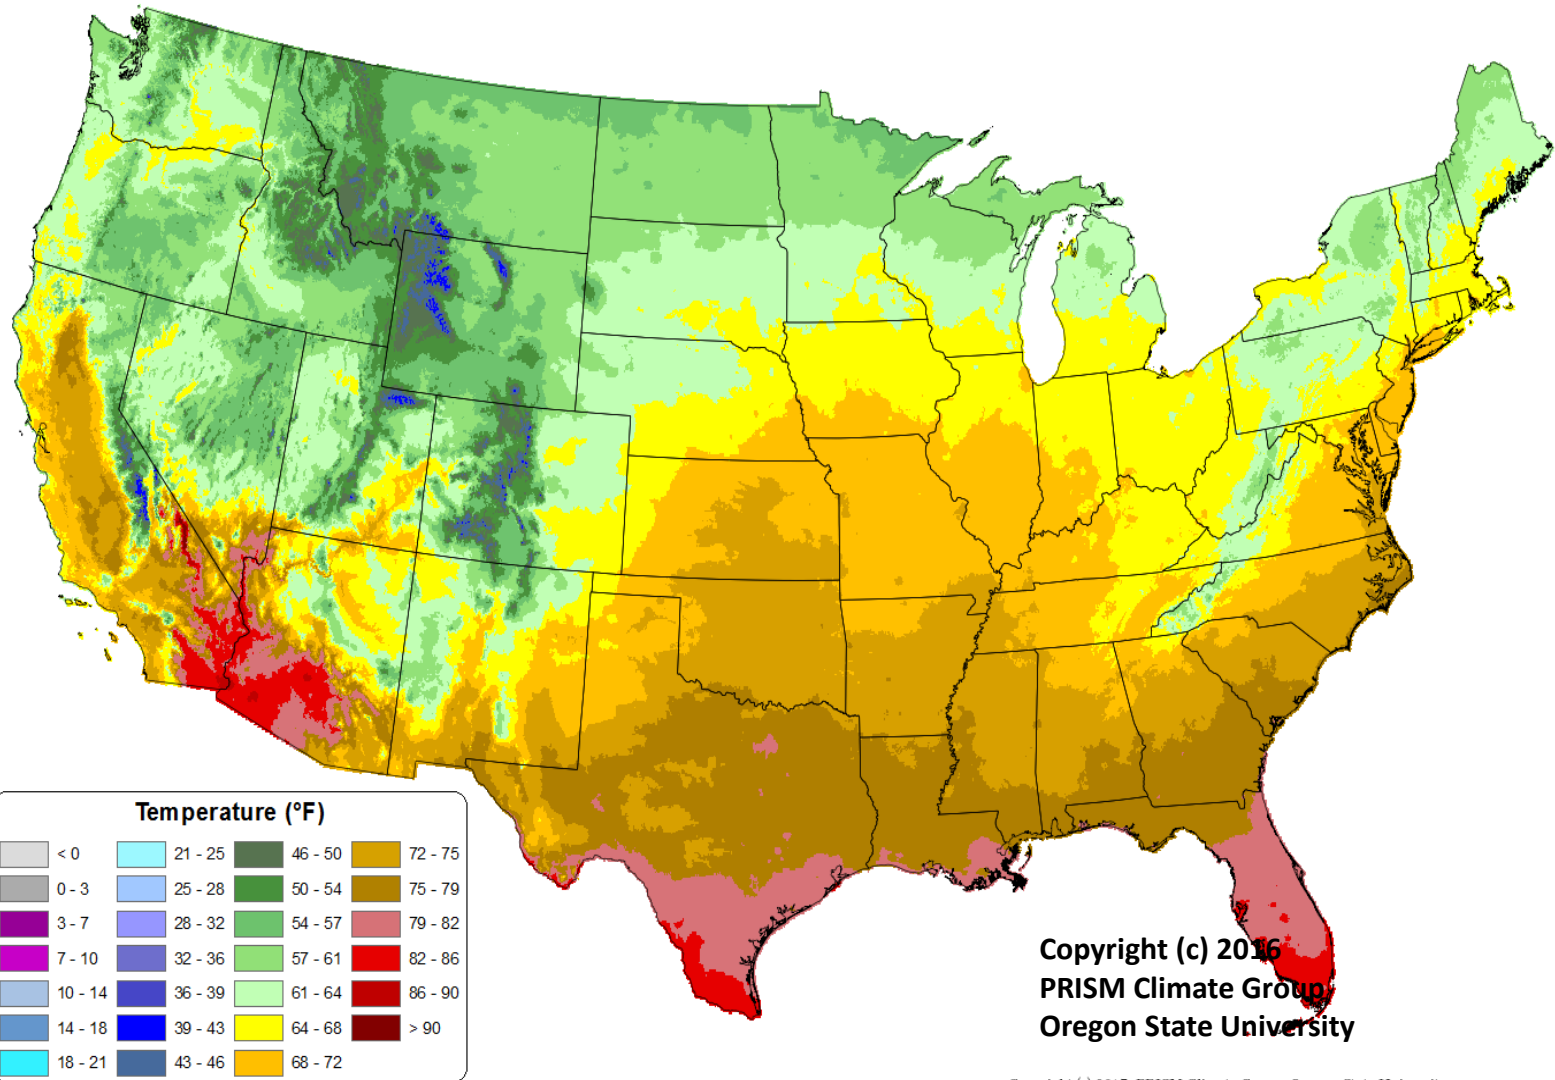 Temperature (°F)
< 0
0 - 3
3 - 7
7 - 10
10 - 14
14 - 18
18 - 21
21 - 25
25 - 28
28 - 32
32 - 36
36 - 39
39 - 43
43 - 46
46 - 50
50 - 54
54 - 57
57 - 61
61 - 64
64 - 68
68 - 72
72 - 75
75 - 79
79 - 82
82 - 86
86 - 90
> 90
Copyright (c) 2016
PRISM Climate Group
Oregon State University